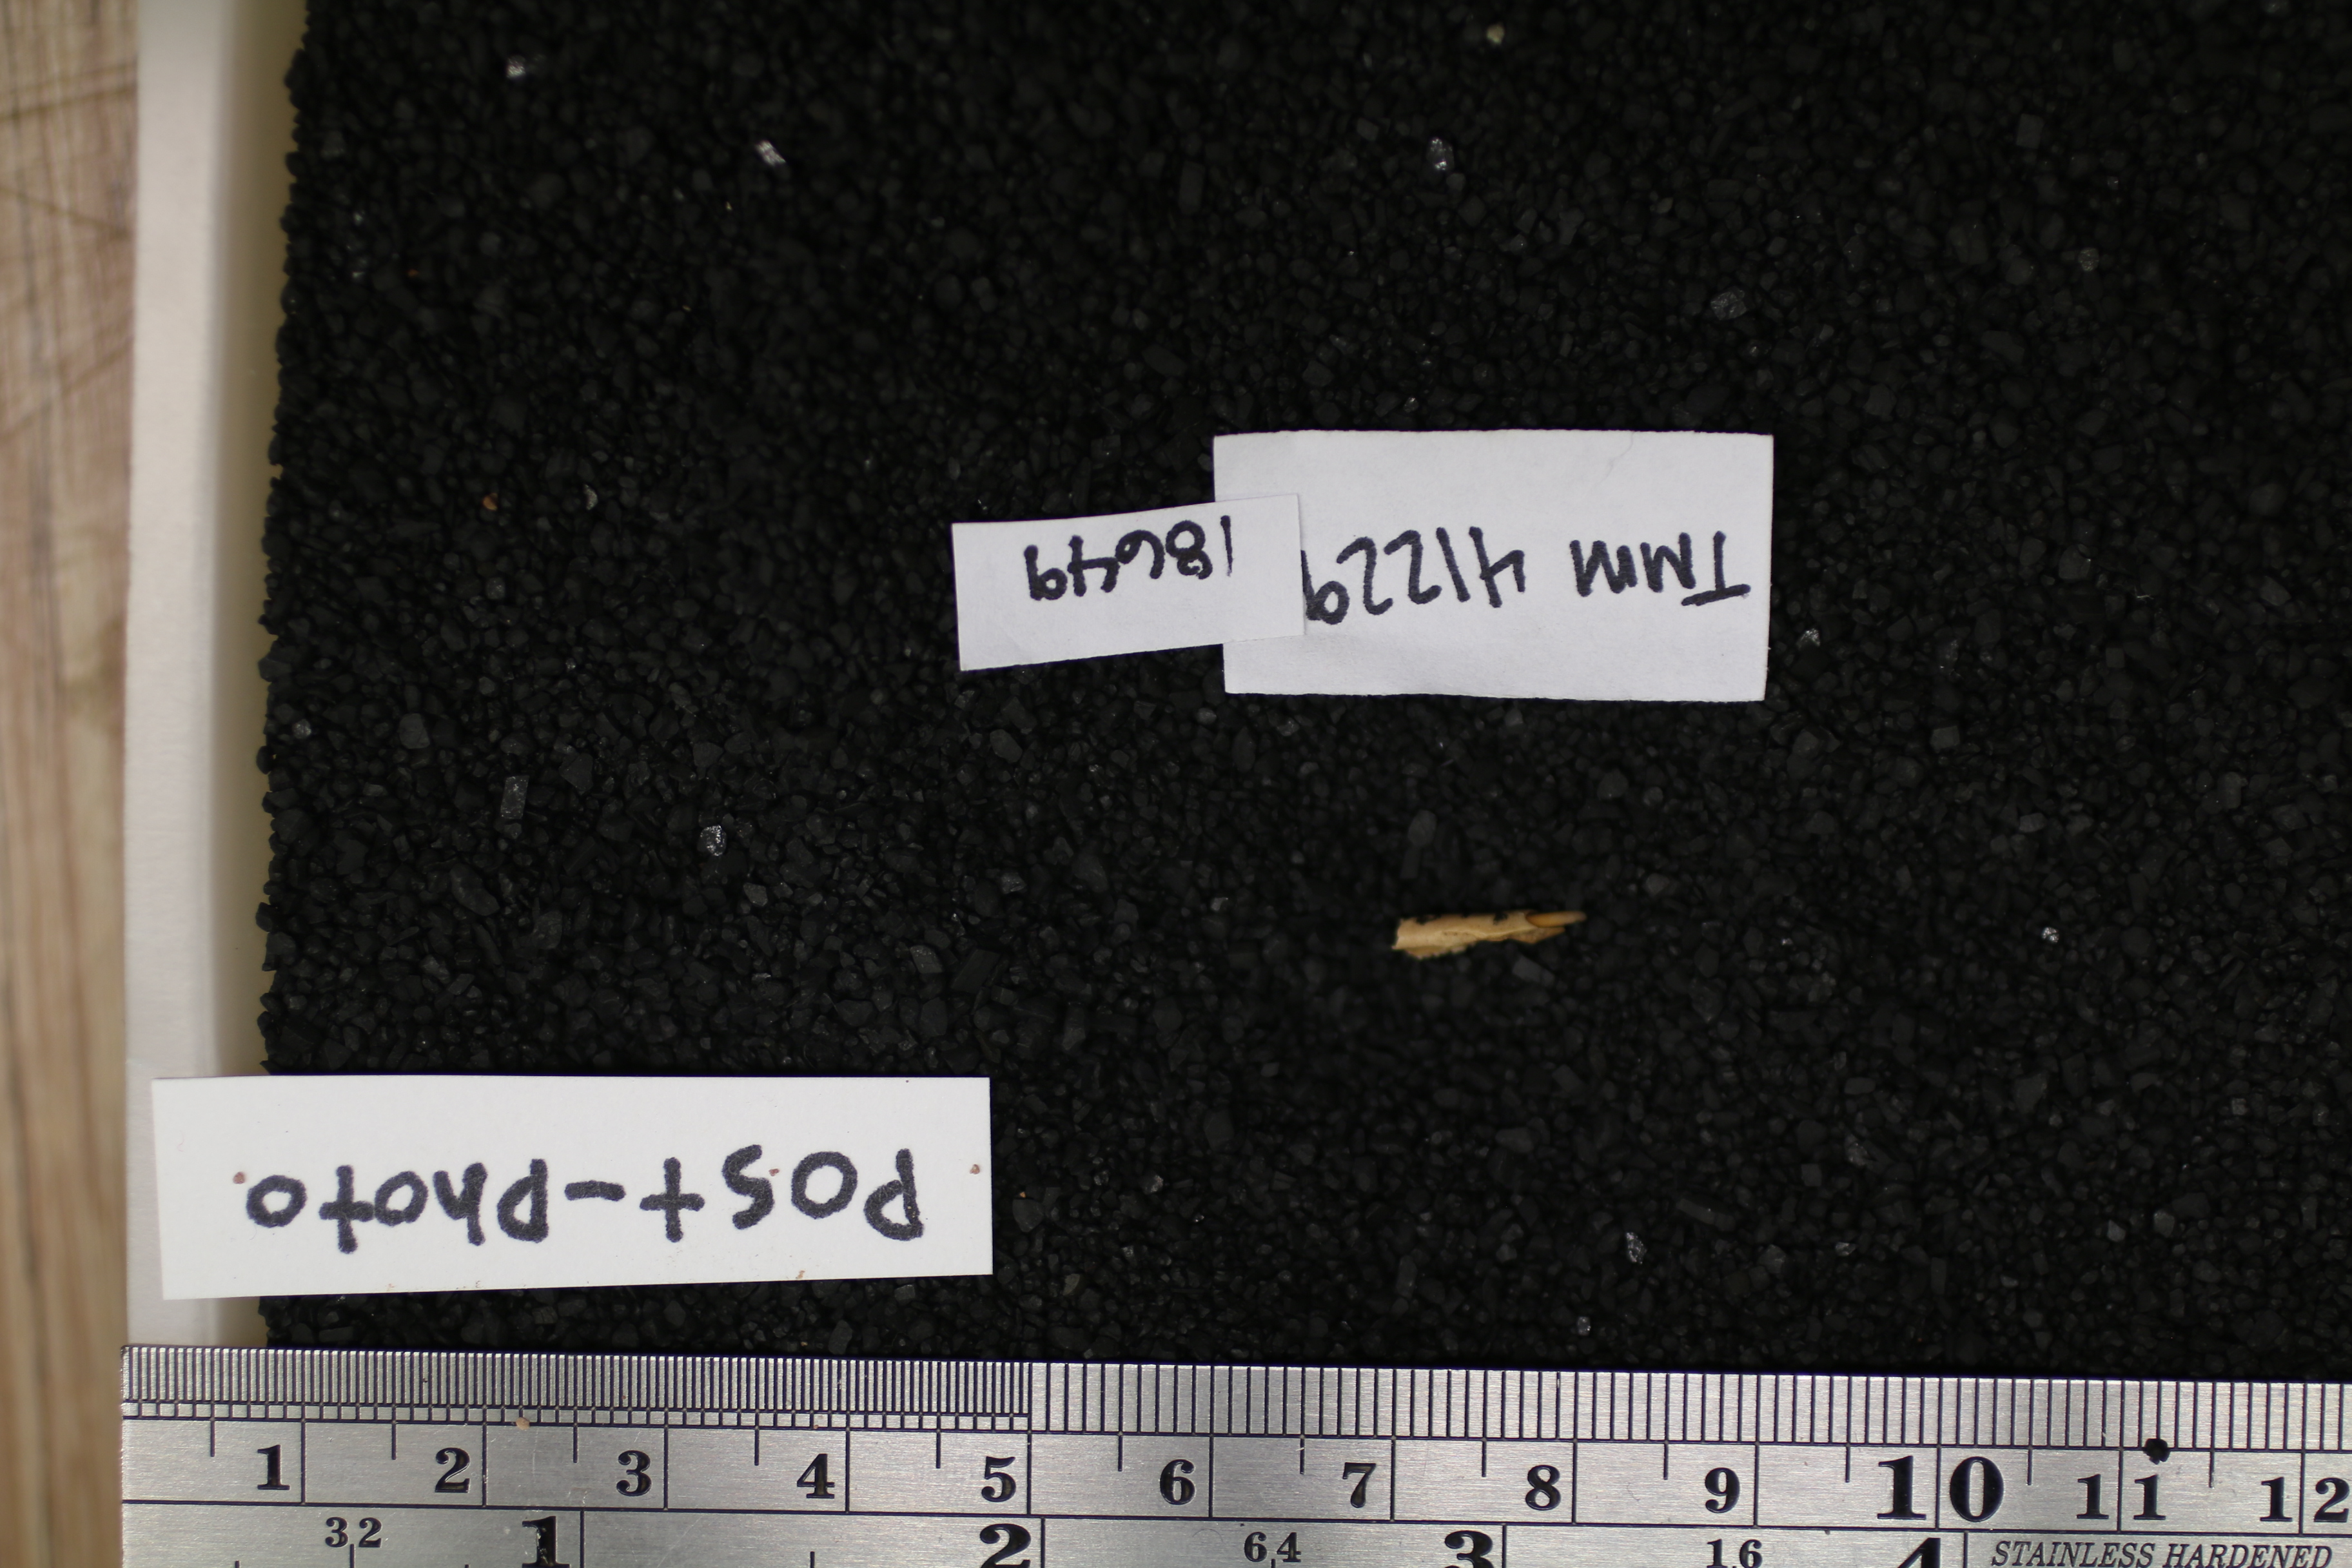 TMM 41229
18649
Post-Photo
1 2 3 4 5 6 7 8 9 10 11 12
32 1 2 64 3 16 4 STAINLESS HARDENED